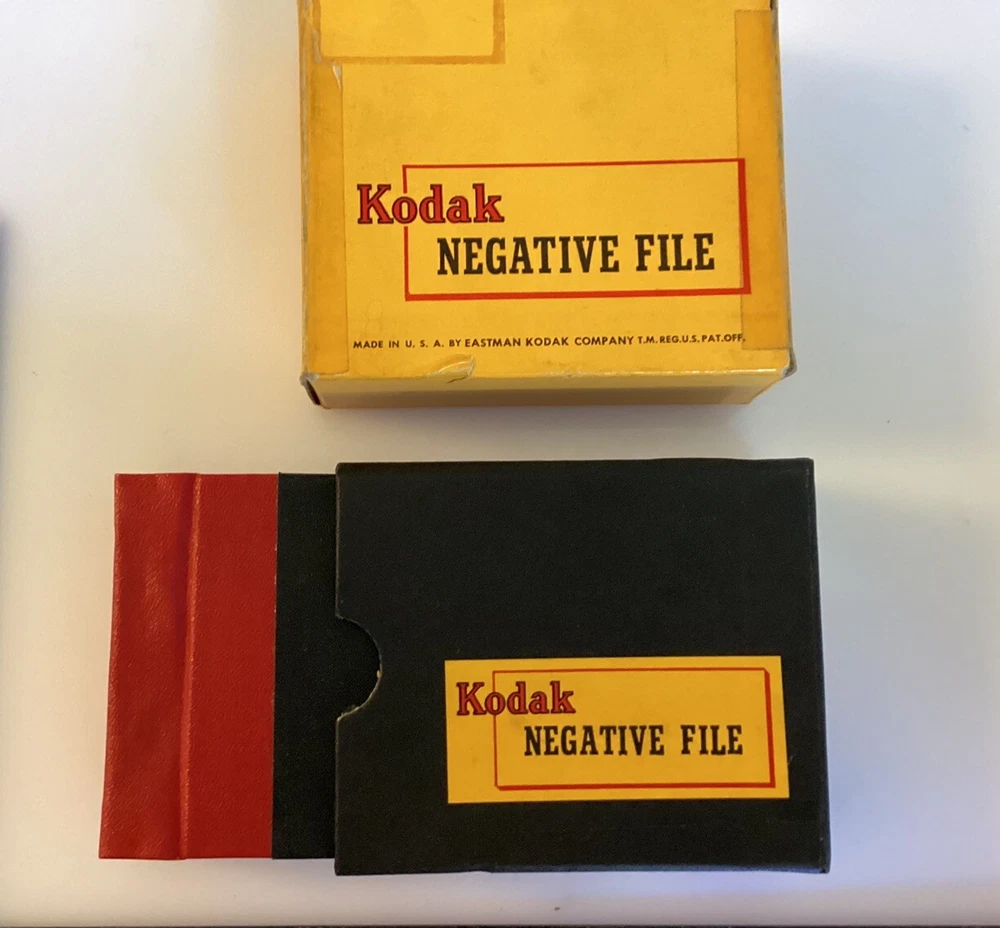 Kodak
NEGATIVE FILE
MADE IN U. S. A. BY EASTMAN KODAK COMPANY T.M. REG.U.S. PAT.OFF.
Kodak
NEGATIVE FILE